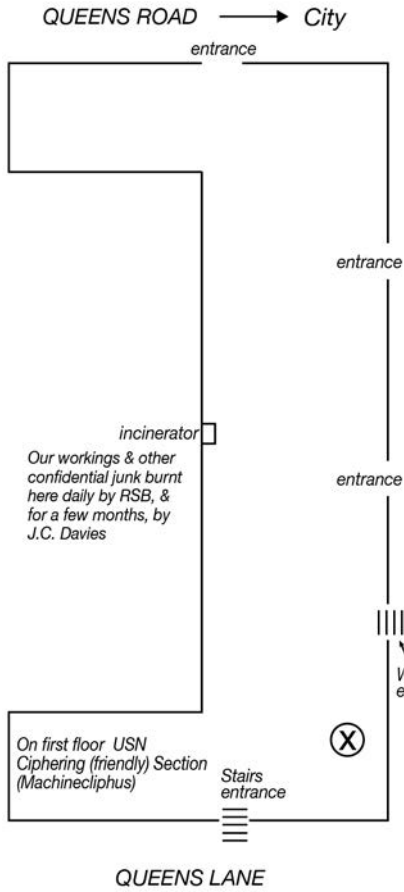 QUEENS ROAD City
entrance
entrance
incinerator
Our workings & other
confidential junk burnt
here daily by RSB, &
for a few months, by
J.C. Davies
entrance
On first floor USN
Ciphering (friendly) Section
(Machinecliphus)
X
Stairs
entrance
QUEENS LANE